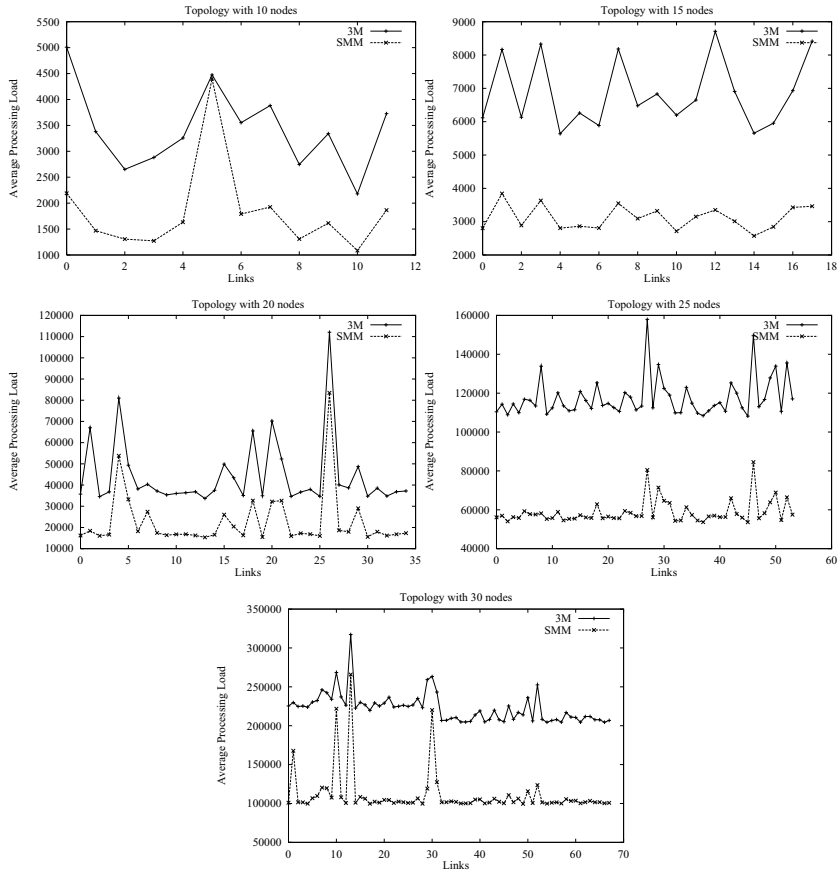 Topology with 10 nodes
3M
SMM
Average Processing Load
5500
5000
4500
4000
3500
3000
2500
2000
1500
1000
0 2 4 6 8 10 12
Links
Topology with 15 nodes
3M
SMM
Average Processing Load
9000
8000
7000
6000
5000
4000
3000
2000
0 2 4 6 8 10 12 14 16 18
Links
Topology with 20 nodes
3M
SMM
Average Processing Load
120000
110000
100000
90000
80000
70000
60000
50000
40000
30000
20000
10000
0 5 10 15 20 25 30 35
Links
Topology with 25 nodes
3M
SMM
Average Processing Load
160000
140000
120000
100000
80000
60000
40000
0 10 20 30 40 50 60
Links
Topology with 30 nodes
3M
SMM
Average Processing Load
350000
300000
250000
200000
150000
100000
50000
0 10 20 30 40 50 60 70
Links